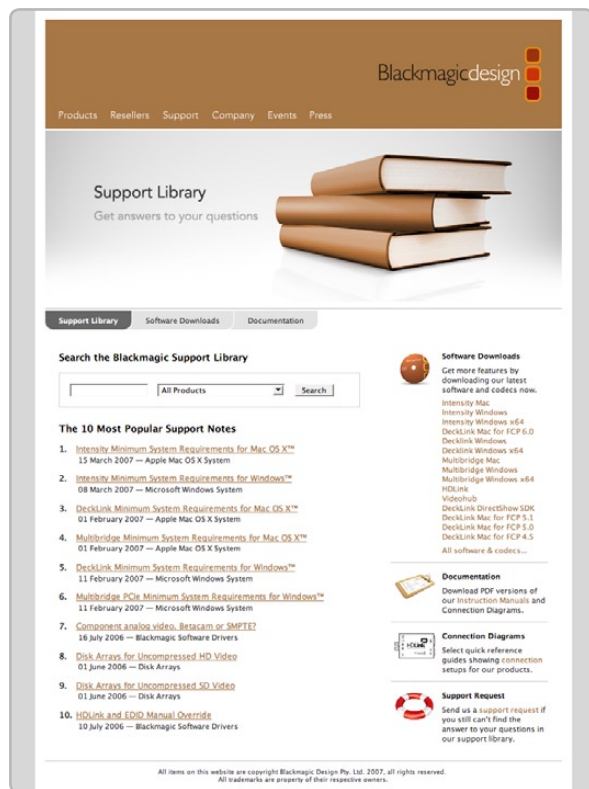 Blackmagicdesign
Products Resellers Support Company Events Press
Support Library
Get answers to your questions
Support Library Software Downloads Documentation
Search the Blackmagic Support Library
All Products Search
The 10 Most Popular Support Notes
1. Intensity Minimum System Requirements for Mac OS X™
15 March 2007 — Apple Mac OS X System
2. Intensity Minimum System Requirements for Windows™
08 March 2007 — Microsoft Windows System
3. DeckLink Minimum System Requirements for Mac OS X™
01 February 2007 — Apple Mac OS X System
4. Multibridge Minimum System Requirements for Mac OS X™
01 February 2007 — Apple Mac OS X System
5. DeckLink Minimum System Requirements for Windows™
11 February 2007 — Microsoft Windows System
6. Multibridge PCIe Minimum System Requirements for Windows™
11 February 2007 — Microsoft Windows System
7. Component analog video. Betacam or SMPTE?
16 July 2006 — Blackmagic Software Drivers
8. Disk Arrays for Uncompressed HD Video
01 June 2006 — Disk Arrays
9. Disk Arrays for Uncompressed SD Video
01 June 2006 — Disk Arrays
10. HDLink and EDID Manual Override
10 July 2006 — Blackmagic Software Drivers
Software Downloads
Get more features by
downloading our latest
software and codecs now.
Intensity Mac
Intensity Windows
Intensity Windows x64
DeckLink Mac for FCP 6.0
Decklink Windows
DeckLink Windows x64
Multibridge Mac
Multibridge Windows
Multibridge Windows x64
HDLink
Videohub
DeckLink DirectShow SDK
DeckLink Mac for FCP 5.1
DeckLink Mac for FCP 5.0
DeckLink Mac for FCP 4.5
All software & codecs...
Documentation
Download PDF versions of
our Instruction Manuals and
Connection Diagrams.
HDLINK
Connection Diagrams
Select quick reference
guides showing connection
setups for our products.
Support Request
Send us a support request if
you still can't find the
answer to your questions in
our support library.
All items on this website are copyright Blackmagic Design Pty. Ltd. 2007, all rights reserved.
All trademarks are property of their respective owners.